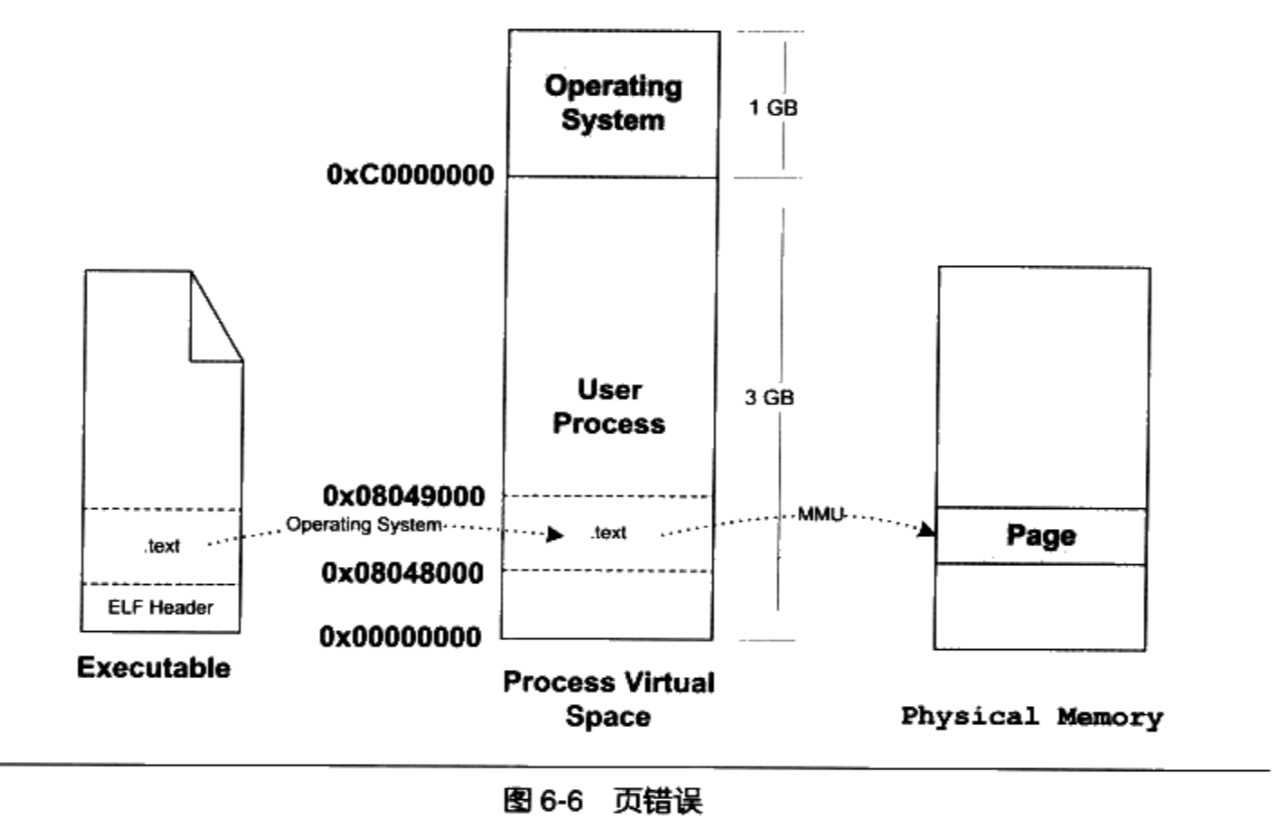 Operating
System
1 GB
0xC0000000
User
Process
3 GB
0x08049000
Operating System
.text
MMU
Page
.text
0x08048000
ELF Header
0x00000000
Executable
Process Virtual
Space
Physical Memory
图 6-6 页错误